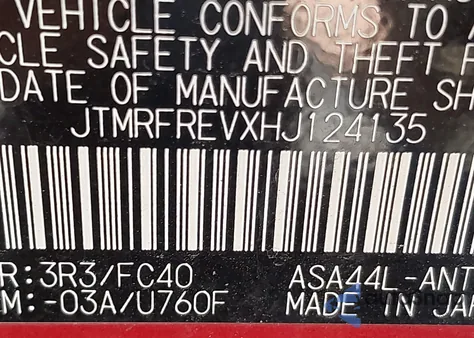 VEHICLE CONFORMS TO
CLE SAFETY AND THEFT
DATE OF MANUFACTURE SH
JTMRFREVXHJ124135
R:3R3/FC40 ASA44L-ANT
M:-03A/U760F MADE IN JAP